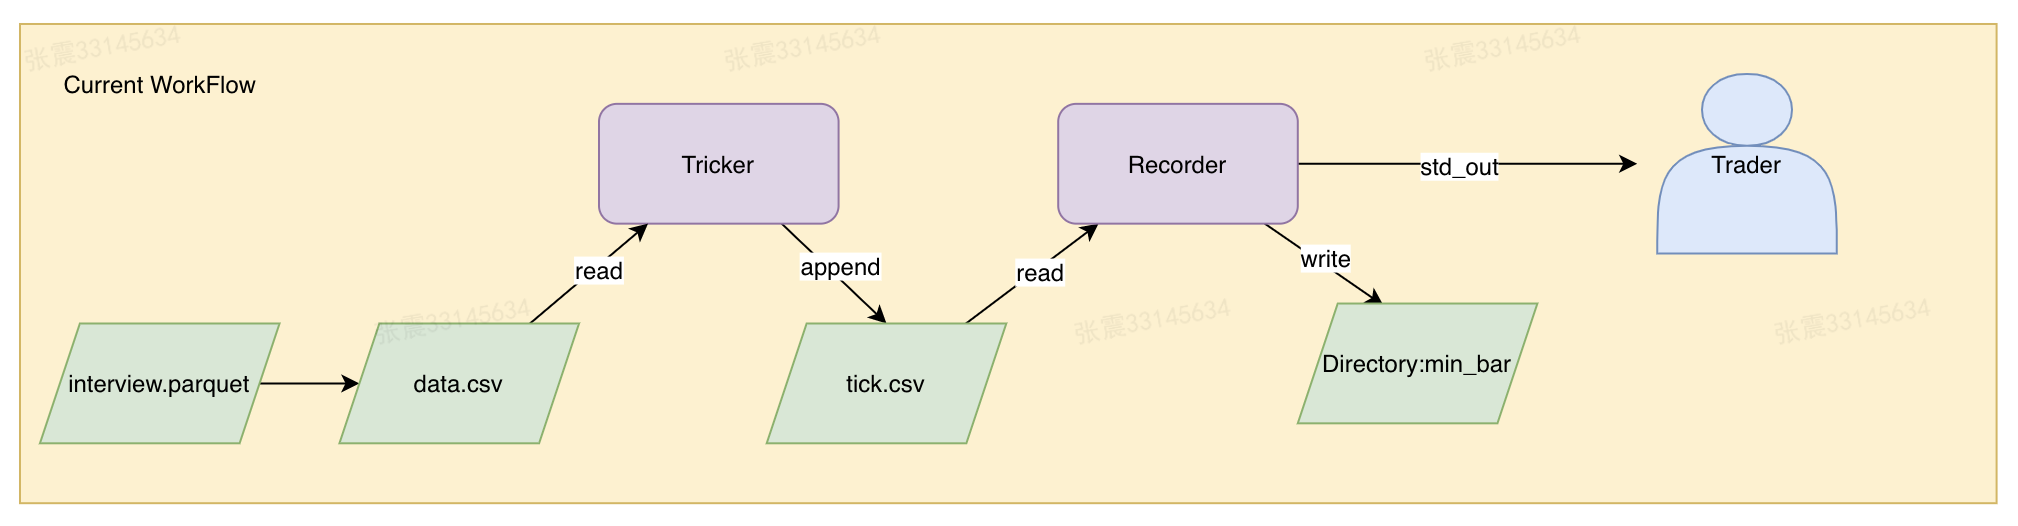 张震33145634
张震33145634
张震33145634
Current WorkFlow
Tricker
Recorder
std_out
Trader
read
append
read
write
张震33145634
张震33145634
张震33145634
interview.parquet
data.csv
tick.csv
Directory:min_bar